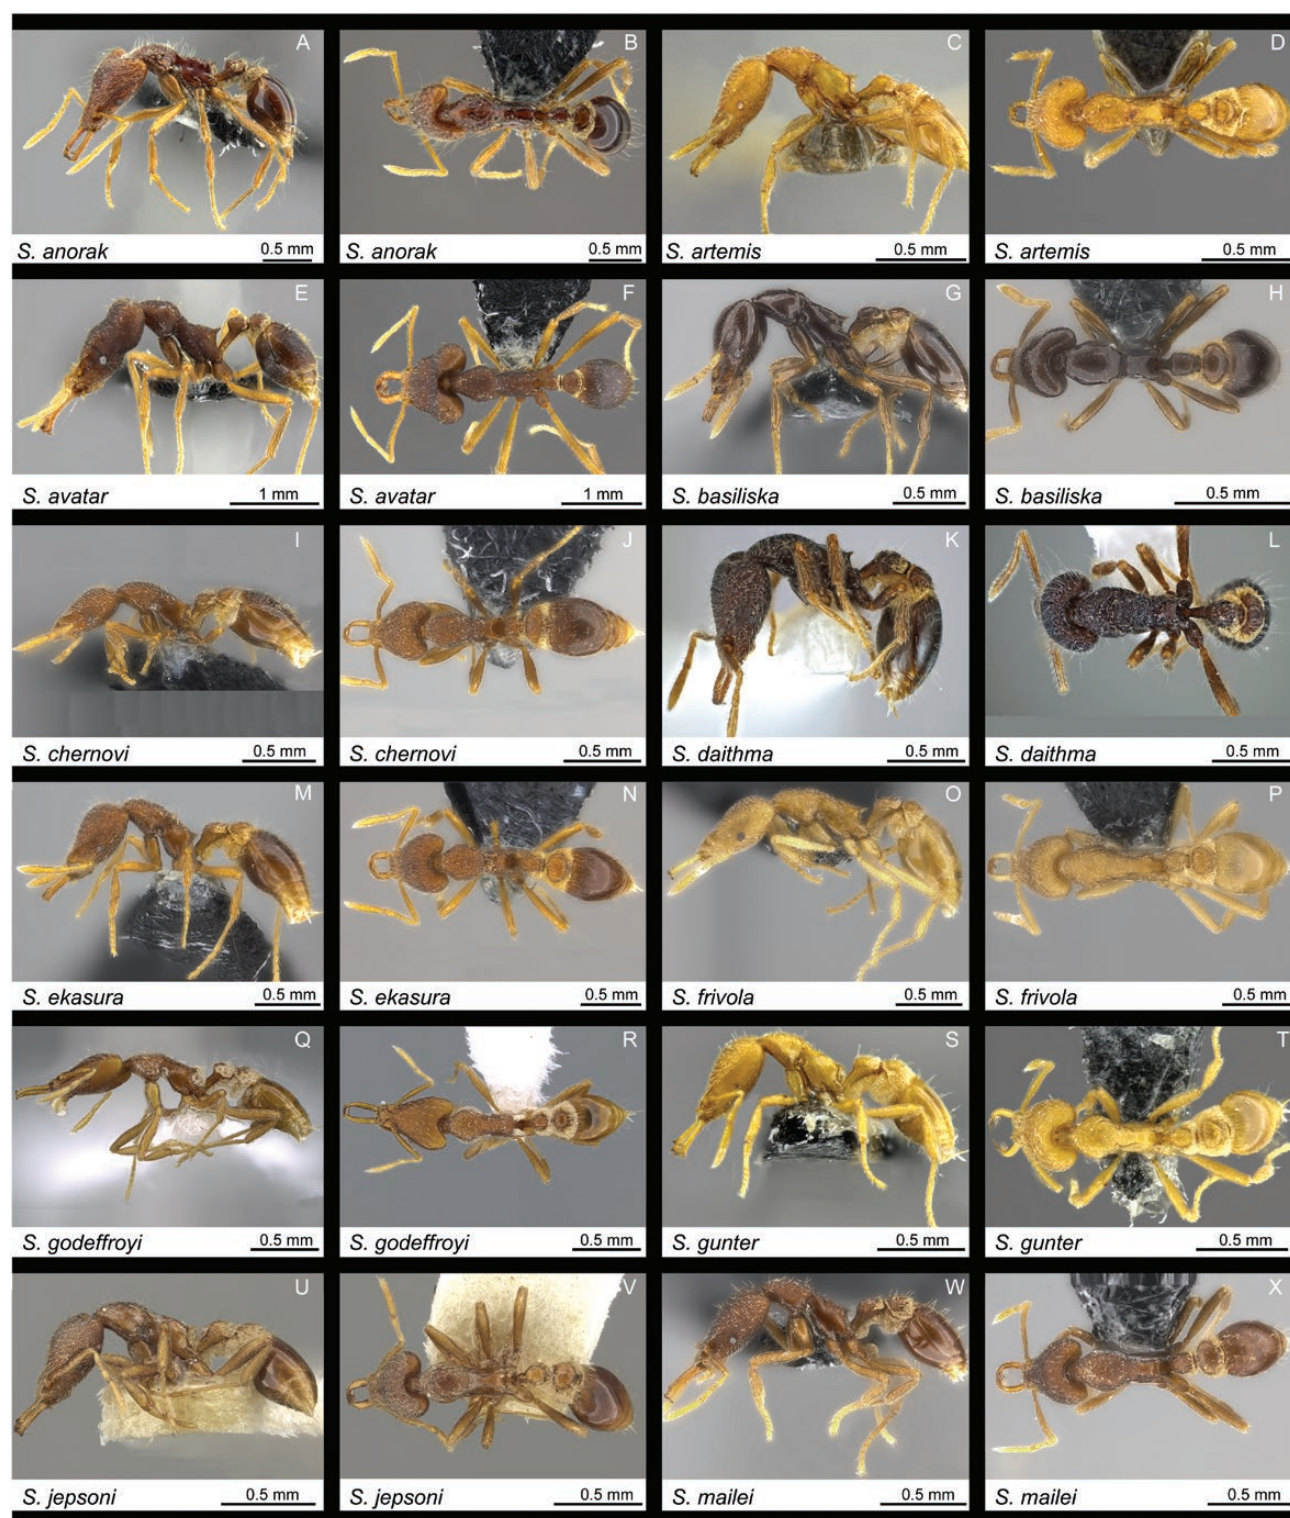 A
B
C
D
S. anorak 0.5 mm
S. anorak 0.5 mm
S. artemis 0.5 mm
S. artemis 0.5 mm
E
F
G
H
S. avatar 1 mm
S. avatar 1 mm
S. basiliska 0.5 mm
S. basiliska 0.5 mm
I
J
K
L
S. chernovi 0.5 mm
S. chernovi 0.5 mm
S. daithma 0.5 mm
S. daithma 0.5 mm
M
N
O
P
S. ekasura 0.5 mm
S. ekasura 0.5 mm
S. frivola 0.5 mm
S. frivola 0.5 mm
Q
R
S
T
S. godeffroyi 0.5 mm
S. godeffroyi 0.5 mm
S. gunter 0.5 mm
S. gunter 0.5 mm
U
V
W
X
S. jepsoni 0.5 mm
S. jepsoni 0.5 mm
S. mailei 0.5 mm
S. mailei 0.5 mm